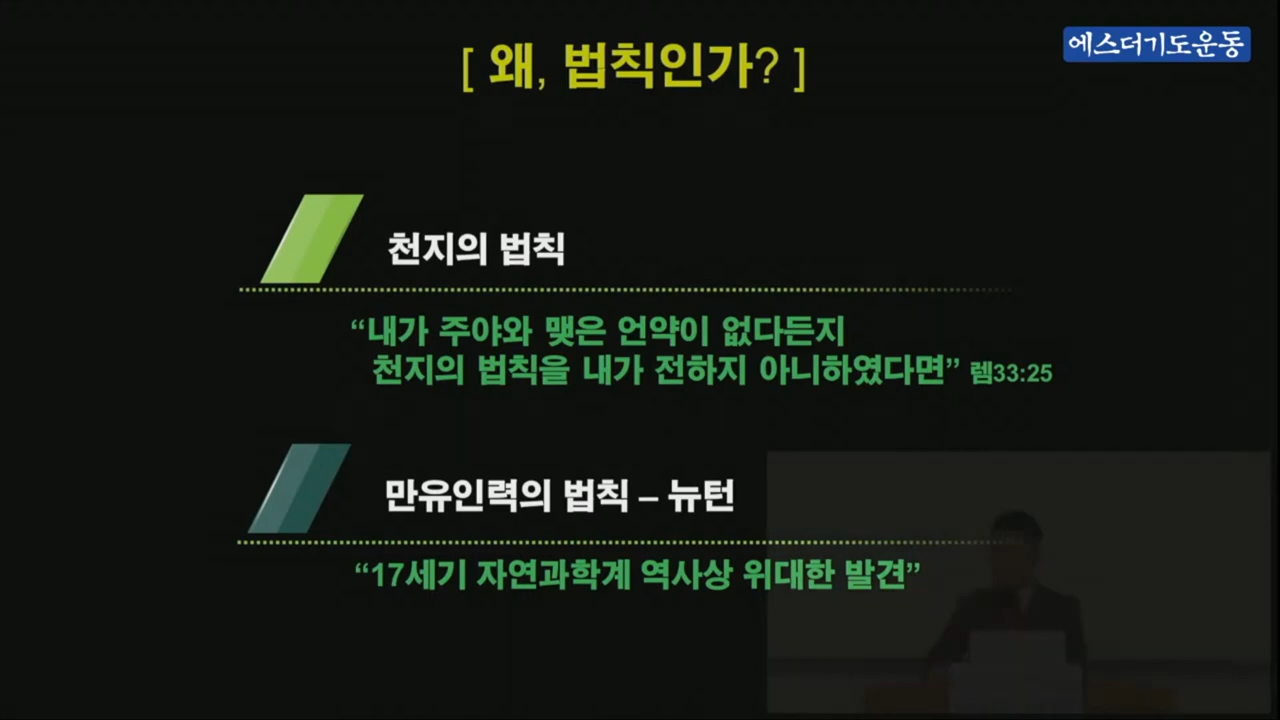 에스더기도운동
[ 왜, 법칙인가? ]
천지의 법칙
“내가 주야와 맺은 언약이 없다든지
천지의 법칙을 내가 전하지 아니하였다면” 렘33:25
만유인력의 법칙 – 뉴턴
“17세기 자연과학계 역사상 위대한 발견”